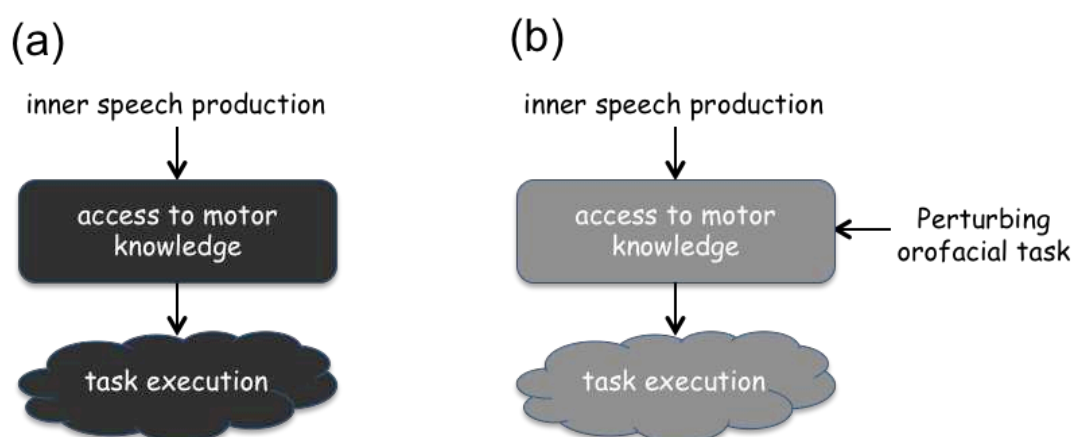 (a)
inner speech production
access to motor
knowledge
task execution
(b)
inner speech production
access to motor
knowledge
Perturbing
orofacial task
task execution